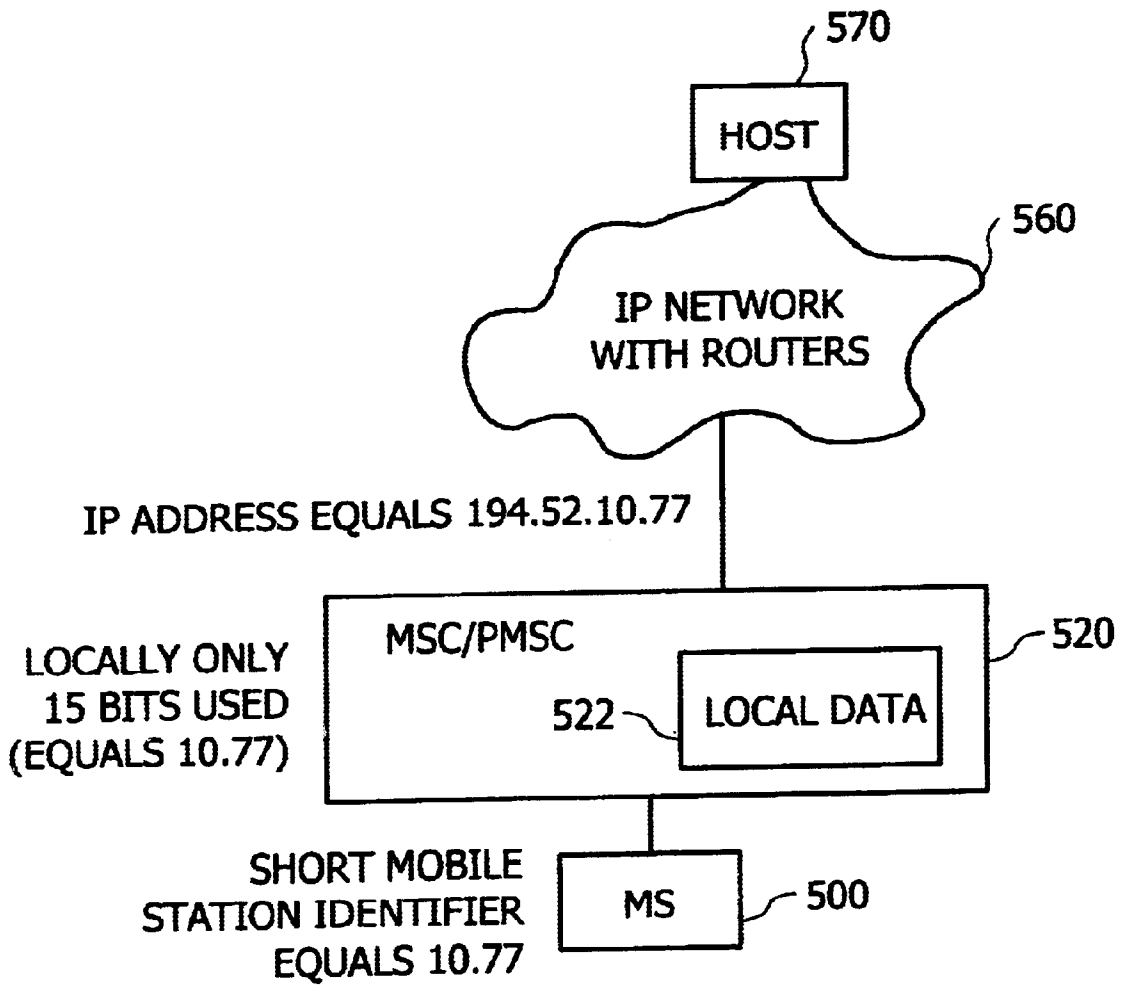 570
HOST
560
IP NETWORK
WITH ROUTERS
IP ADDRESS EQUALS 194.52.10.77
MSC/PMSC
520
LOCALLY ONLY
15 BITS USED
(EQUALS 10.77)
522
LOCAL DATA
SHORT MOBILE
STATION IDENTIFIER
EQUALS 10.77
MS
500